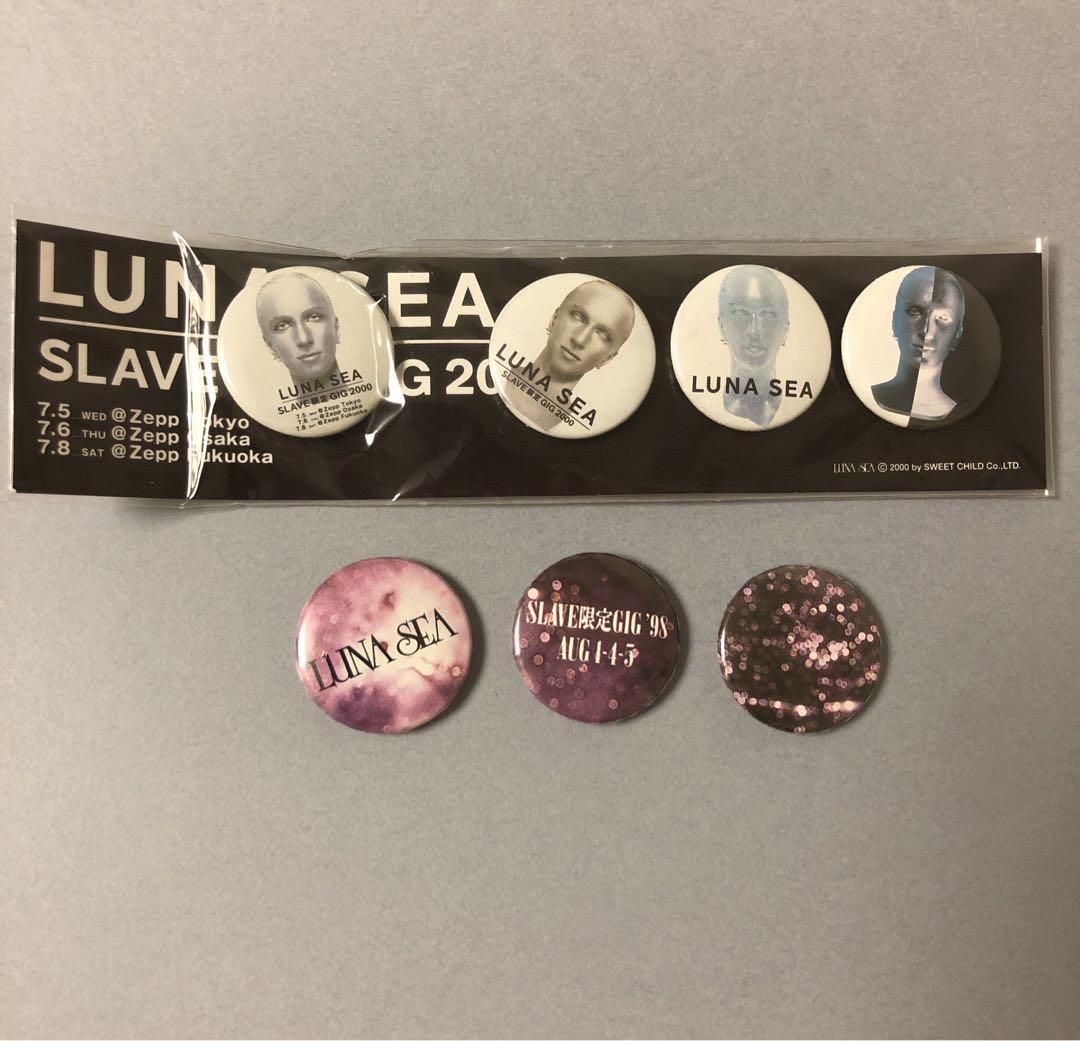 LUNA SEA
SLAVE G 20
7.5...WED @Zepp Tokyo
7.6...THU @Zepp Osaka
7.8...SAT @Zepp Fukuoka
LUNA SEA
SLAVE限定GIG 2000
7.5 WED @Zepp Tokyo
7.6 THU @Zepp Osaka
7.8 SAT @Zepp Fukuoka
LUNA SEA
SLAVE限定GIG 2000
LUNA SEA
LUNA SEA © 2000 by SWEET CHILD Co.,LTD.
LUNA SEA
SLAVE限定GIG '98
AUG 1-4-5